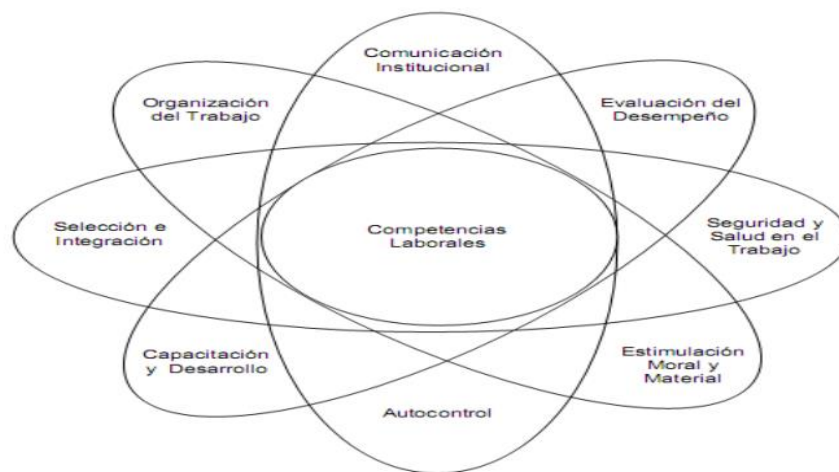 Comunicación
Institucional
Organización
del Trabajo
Evaluación del
Desempeño
Selección e
Integración
Competencias
Laborales
Seguridad y
Salud en el
Trabajo
Capacitación
y Desarrollo
Estimulación
Moral y
Material
Autocontrol